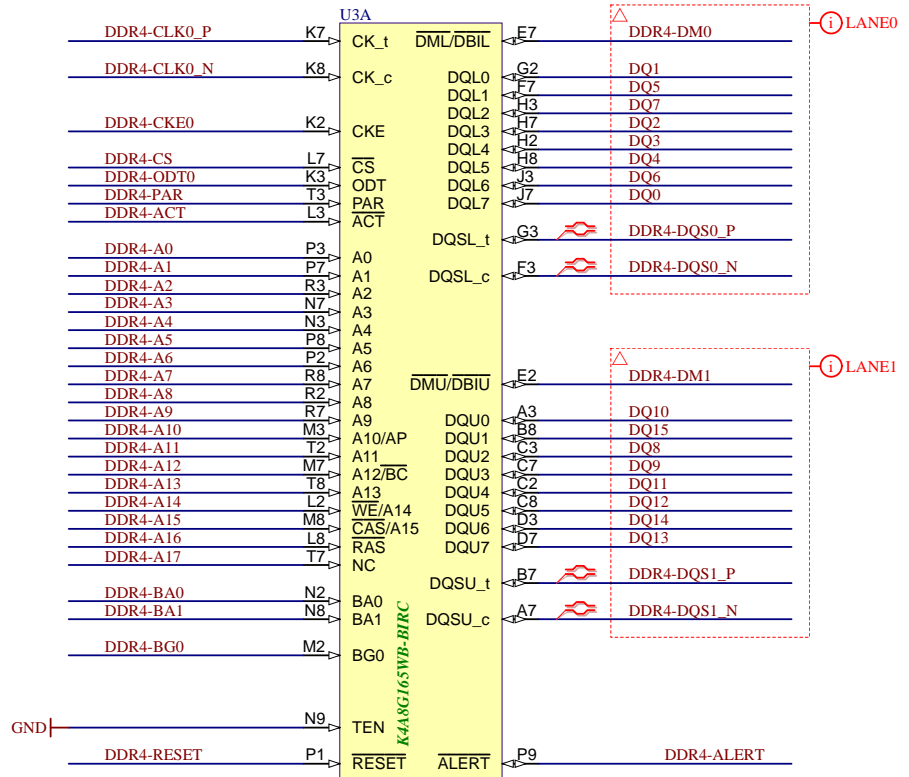 U3A
DDR4-CLK0_P K7 CK_t DML/DBIL E7 DDR4-DM0 LANE0
DDR4-CLK0_N K8 CK_c DQL0 G2 DQ1
DQL1 F7 DQ5
DQL2 H3 DQ7
DDR4-CKE0 K2 CKE DQL3 H7 DQ2
DQL4 H2 DQ3
DDR4-CS L7 CS DQL5 H8 DQ4
DDR4-ODT0 K3 ODT DQL6 J3 DQ6
DDR4-PAR T3 PAR DQL7 J7 DQ0
DDR4-ACT L3 ACT
DQSL_t G3 DDR4-DQS0_P
DDR4-A0 P3 A0
DDR4-A1 P7 A1 DQSL_c F3 DDR4-DQS0_N
DDR4-A2 R3 A2
DDR4-A3 N7 A3
DDR4-A4 N3 A4
DDR4-A5 P8 A5
DDR4-A6 P2 A6 LANE1
DDR4-A7 R8 A7 DMU/DBIU E2 DDR4-DM1
DDR4-A8 R2 A8
DDR4-A9 R7 A9 DQU0 A3 DQ10
DDR4-A10 M3 A10/AP DQU1 B8 DQ15
DDR4-A11 T2 A11 DQU2 C3 DQ8
DDR4-A12 M7 A12/BC DQU3 C7 DQ9
DDR4-A13 T8 A13 DQU4 C2 DQ11
DDR4-A14 L2 WE/A14 DQU5 C8 DQ12
DDR4-A15 M8 CAS/A15 DQU6 D3 DQ14
DDR4-A16 L8 RAS DQU7 D7 DQ13
DDR4-A17 T7 NC
DQSU_t B7 DDR4-DQS1_P
DDR4-BA0 N2 BA0
DDR4-BA1 N8 BA1 DQSU_c A7 DDR4-DQS1_N
DDR4-BG0 M2 BG0
K4A8G165WB-BIRC
GND N9 TEN
DDR4-RESET P1 RESET ALERT P9 DDR4-ALERT